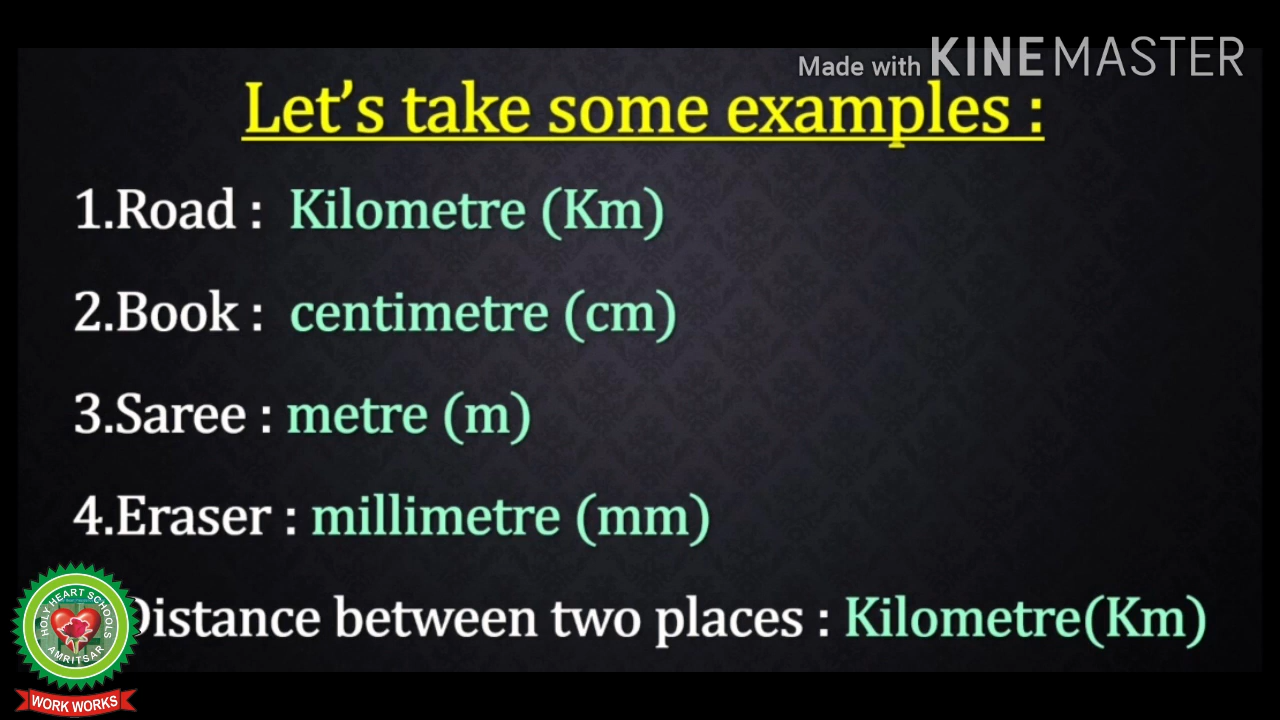 Made with KINEMASTER
Let's take some examples :
1.Road : Kilometre (Km)
2.Book : centimetre (cm)
3.Saree : metre (m)
4.Eraser : millimetre (mm)
Distance between two places : Kilometre(Km)
HOLY HEART SCHOOLS
AMRITSAR
WORK WORKS